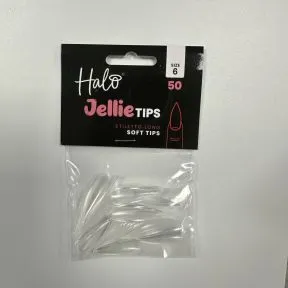 Halo
Jellie TIPS
STILETTO LONG
SOFT TIPS
SIZE
6
50